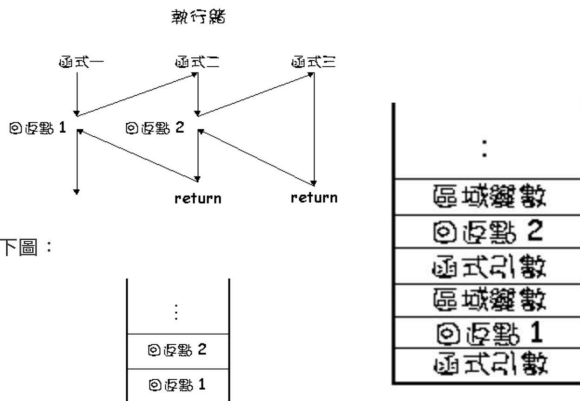 執行緒
函式一 函式二 函式三
回返點 1 回返點 2
return return
下圖：
⋮
回返點 2
回返點 1
⋮
區域變數
回返點 2
函式引數
區域變數
回返點 1
函式引數